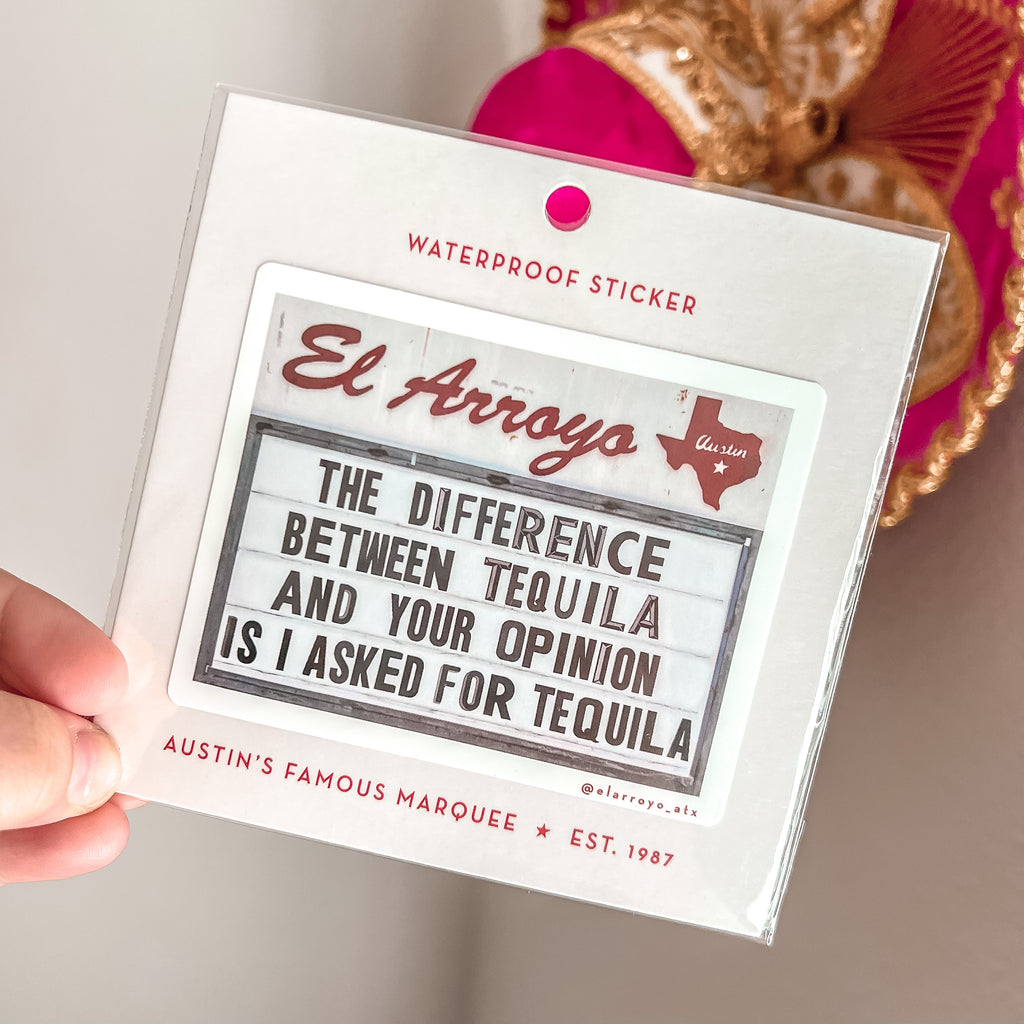 WATERPROOF STICKER
El Arroyo
Austin
THE DIFFERENCE
BETWEEN TEQUILA
AND YOUR OPINION
IS I ASKED FOR TEQUILA
@elarroyo_atx
AUSTIN'S FAMOUS MARQUEE ★ EST. 1987